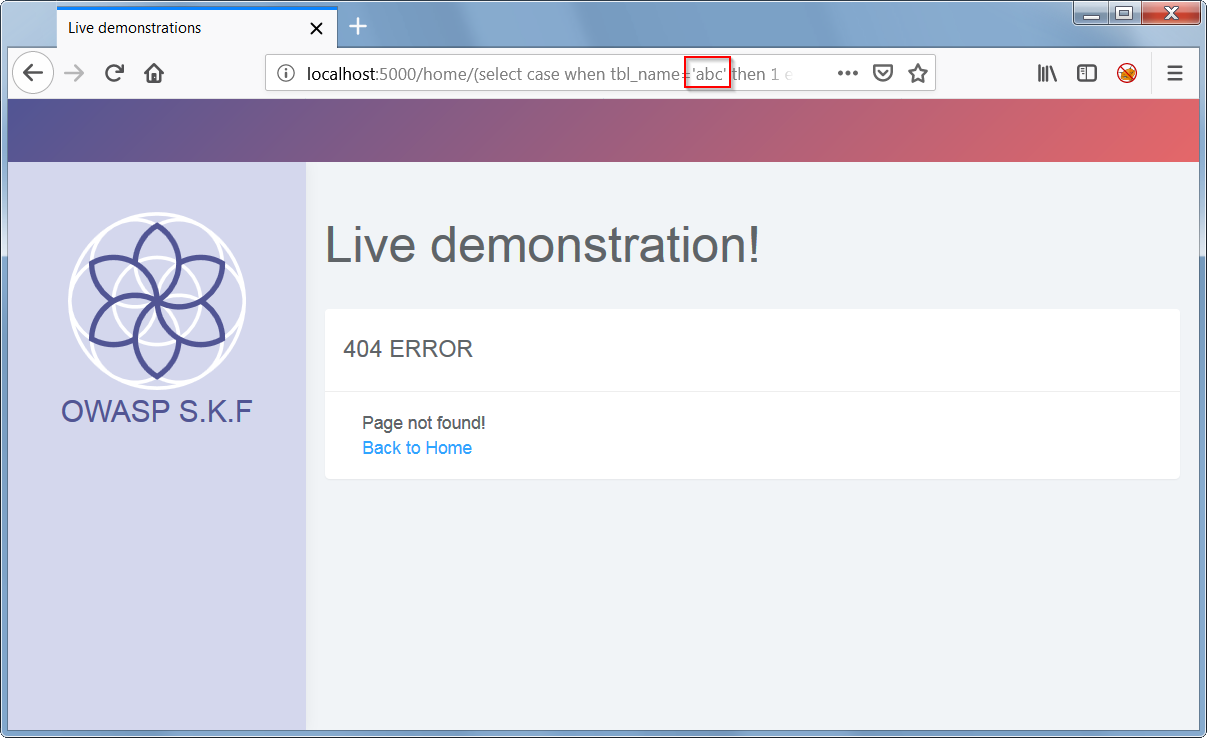 Live demonstrations
localhost:5000/home/(select case when tbl_name='abc' then 1 e
Live demonstration!
404 ERROR
OWASP S.K.F
Page not found!
Back to Home